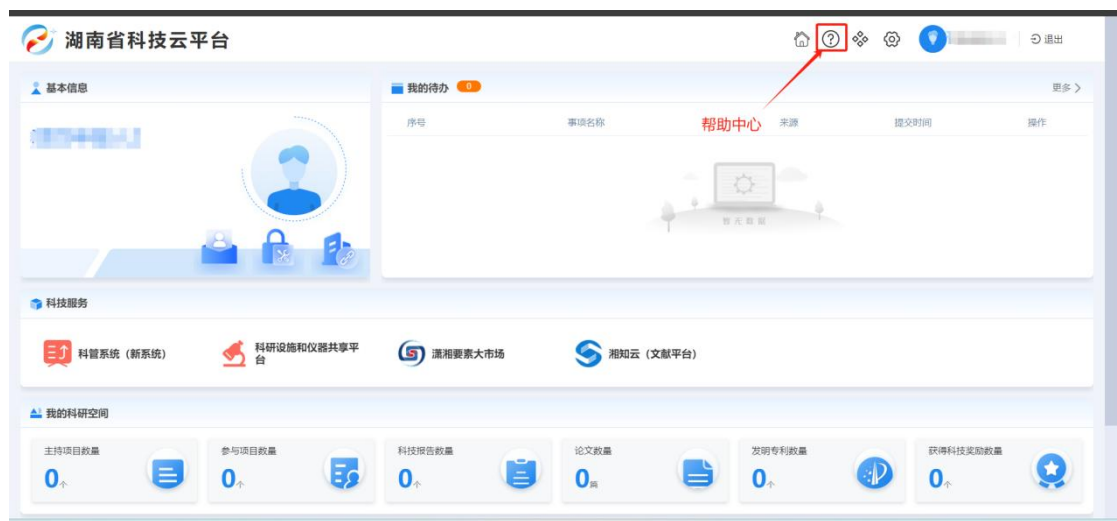 湖南省科技云平台
退出
基本信息
我的待办 0
更多
序号 事项名称 来源 提交时间 操作
帮助中心
暂无数据
科技服务
科管系统（新系统）
科研设施和仪器共享平
台
潇湘要素大市场
湘知云（文献平台）
我的科研空间
主持项目数量
0个
参与项目数量
0个
科技报告数量
0个
论文数量
0篇
发明专利数量
0个
获得科技奖励数量
0个